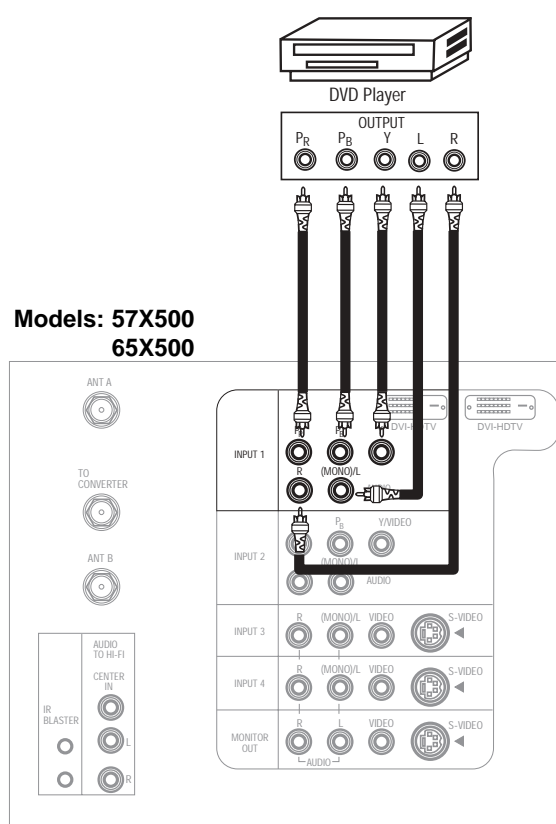 DVD Player
OUTPUT
PR PB Y L R
Models: 57X500
65X500
ANT A
TO
CONVERTER
ANT B
AUDIO
TO HI-FI
CENTER
IN
IR
BLASTER
L
R
DVI-HDTV
DVI-HDTV
INPUT 1
R (MONO)/L
INPUT 2
PB Y/VIDEO
(MONO)/L
AUDIO
INPUT 3
R (MONO)/L VIDEO S-VIDEO
INPUT 4
R (MONO)/L VIDEO S-VIDEO
MONITOR
OUT
R L VIDEO S-VIDEO
AUDIO